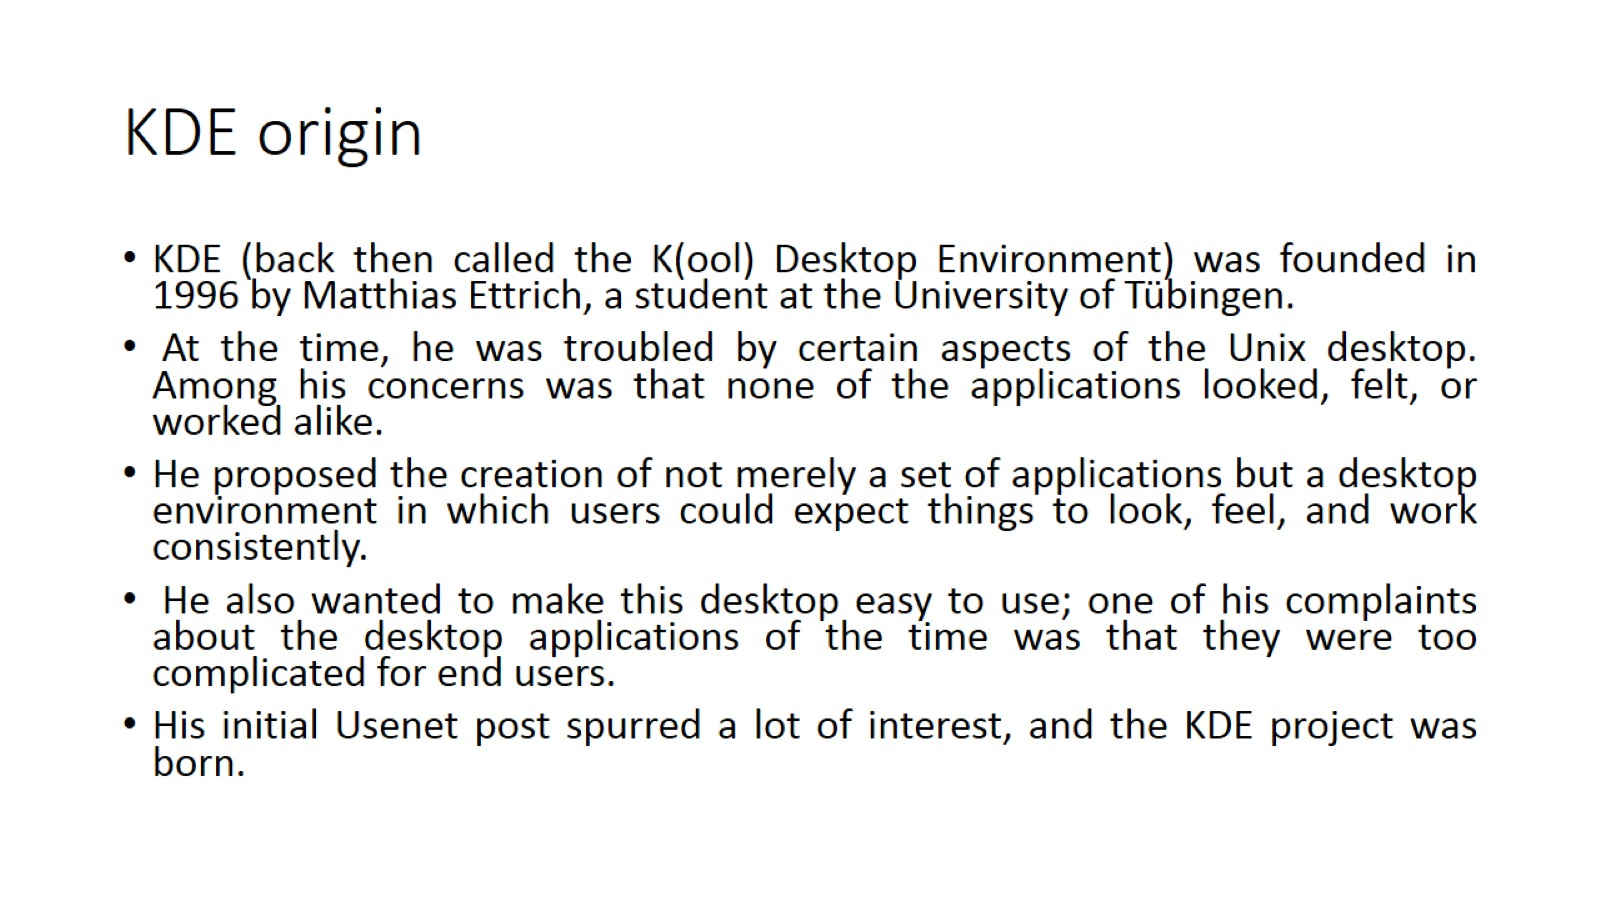 KDE origin
• KDE (back then called the K(ool) Desktop Environment) was founded in
1996 by Matthias Ettrich, a student at the University of Tübingen.
• At the time, he was troubled by certain aspects of the Unix desktop.
Among his concerns was that none of the applications looked, felt, or
worked alike.
• He proposed the creation of not merely a set of applications but a desktop
environment in which users could expect things to look, feel, and work
consistently.
• He also wanted to make this desktop easy to use; one of his complaints
about the desktop applications of the time was that they were too
complicated for end users.
• His initial Usenet post spurred a lot of interest, and the KDE project was
born.